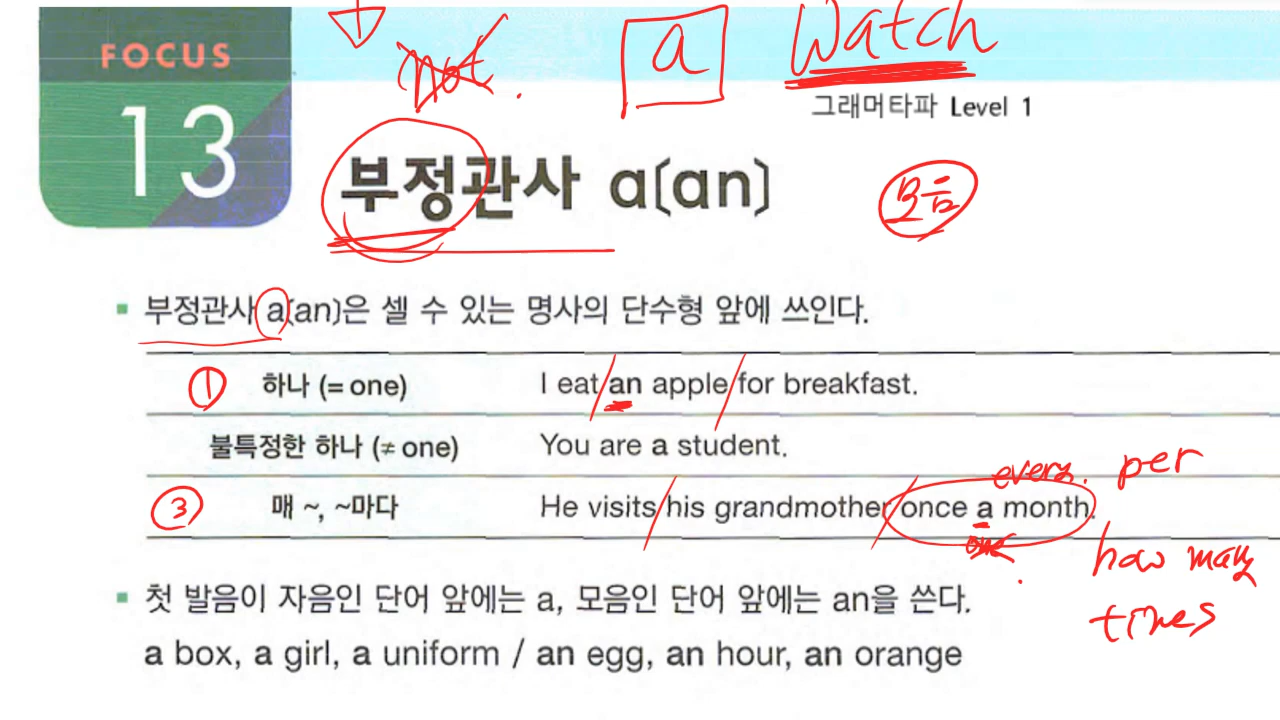 FOCUS
13
not.
a
Watch
그래머타파 Level 1
부정관사 a(an)
모음
부정관사 a(an)은 셀 수 있는 명사의 단수형 앞에 쓰인다.
① 하나 (= one) I eat an apple for breakfast.
불특정한 하나 (≠ one) You are a student.
every. per
③ 매 ~, ~마다 He visits his grandmother once a month.
one
how many
times
첫 발음이 자음인 단어 앞에는 a, 모음인 단어 앞에는 an을 쓴다.
a box, a girl, a uniform / an egg, an hour, an orange